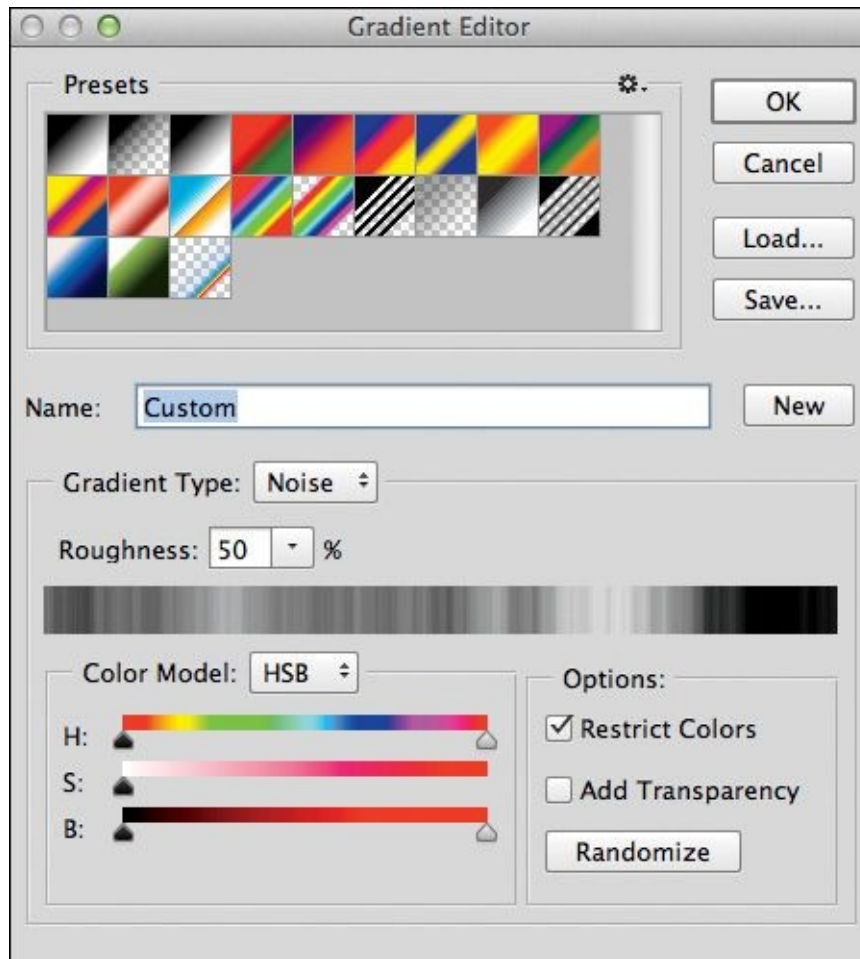 Gradient Editor
Presets
OK
Cancel
Load...
Save...
Name: Custom
New
Gradient Type: Noise
Roughness: 50 %
Color Model: HSB
H:
S:
B:
Options:
Restrict Colors
Add Transparency
Randomize